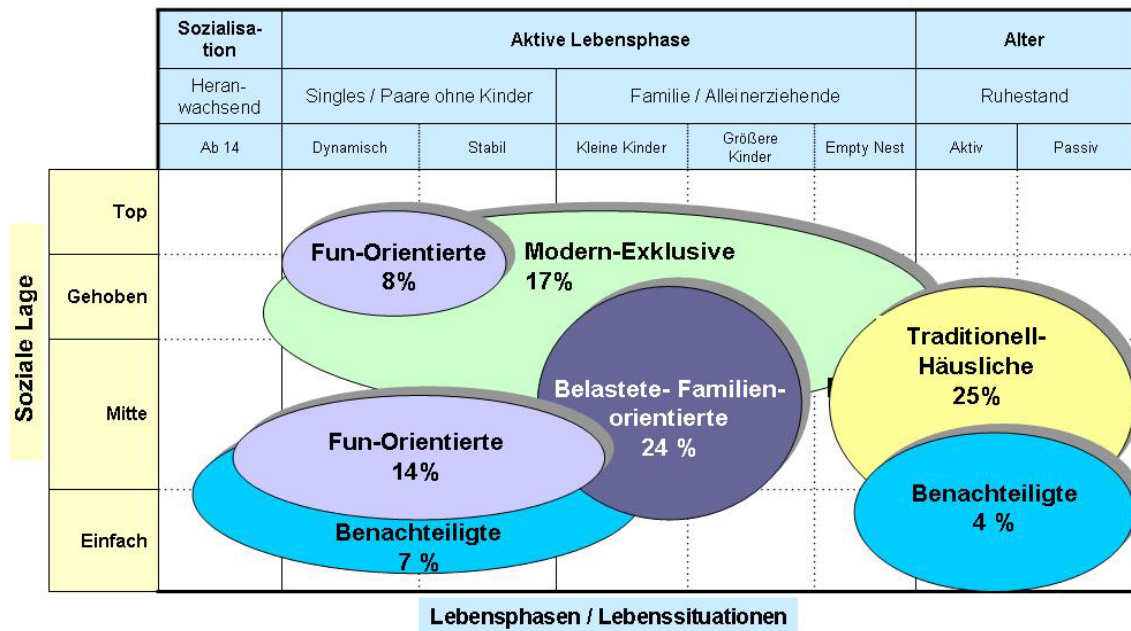 Sozialisa-
tion
Aktive Lebensphase
Alter
Heran-
wachsend
Singles / Paare ohne Kinder
Familie / Alleinerziehende
Ruhestand
Ab 14
Dynamisch
Stabil
Kleine Kinder
Größere
Kinder
Empty Nest
Aktiv
Passiv
Soziale Lage
Top
Gehoben
Mitte
Einfach
Fun-Orientierte
8%
Modern-Exklusive
17%
Traditionell-
Häusliche
25%
Belastete- Familien-
orientierte
24 %
Fun-Orientierte
14%
Benachteiligte
7 %
Benachteiligte
4 %
Lebensphasen / Lebenssituationen